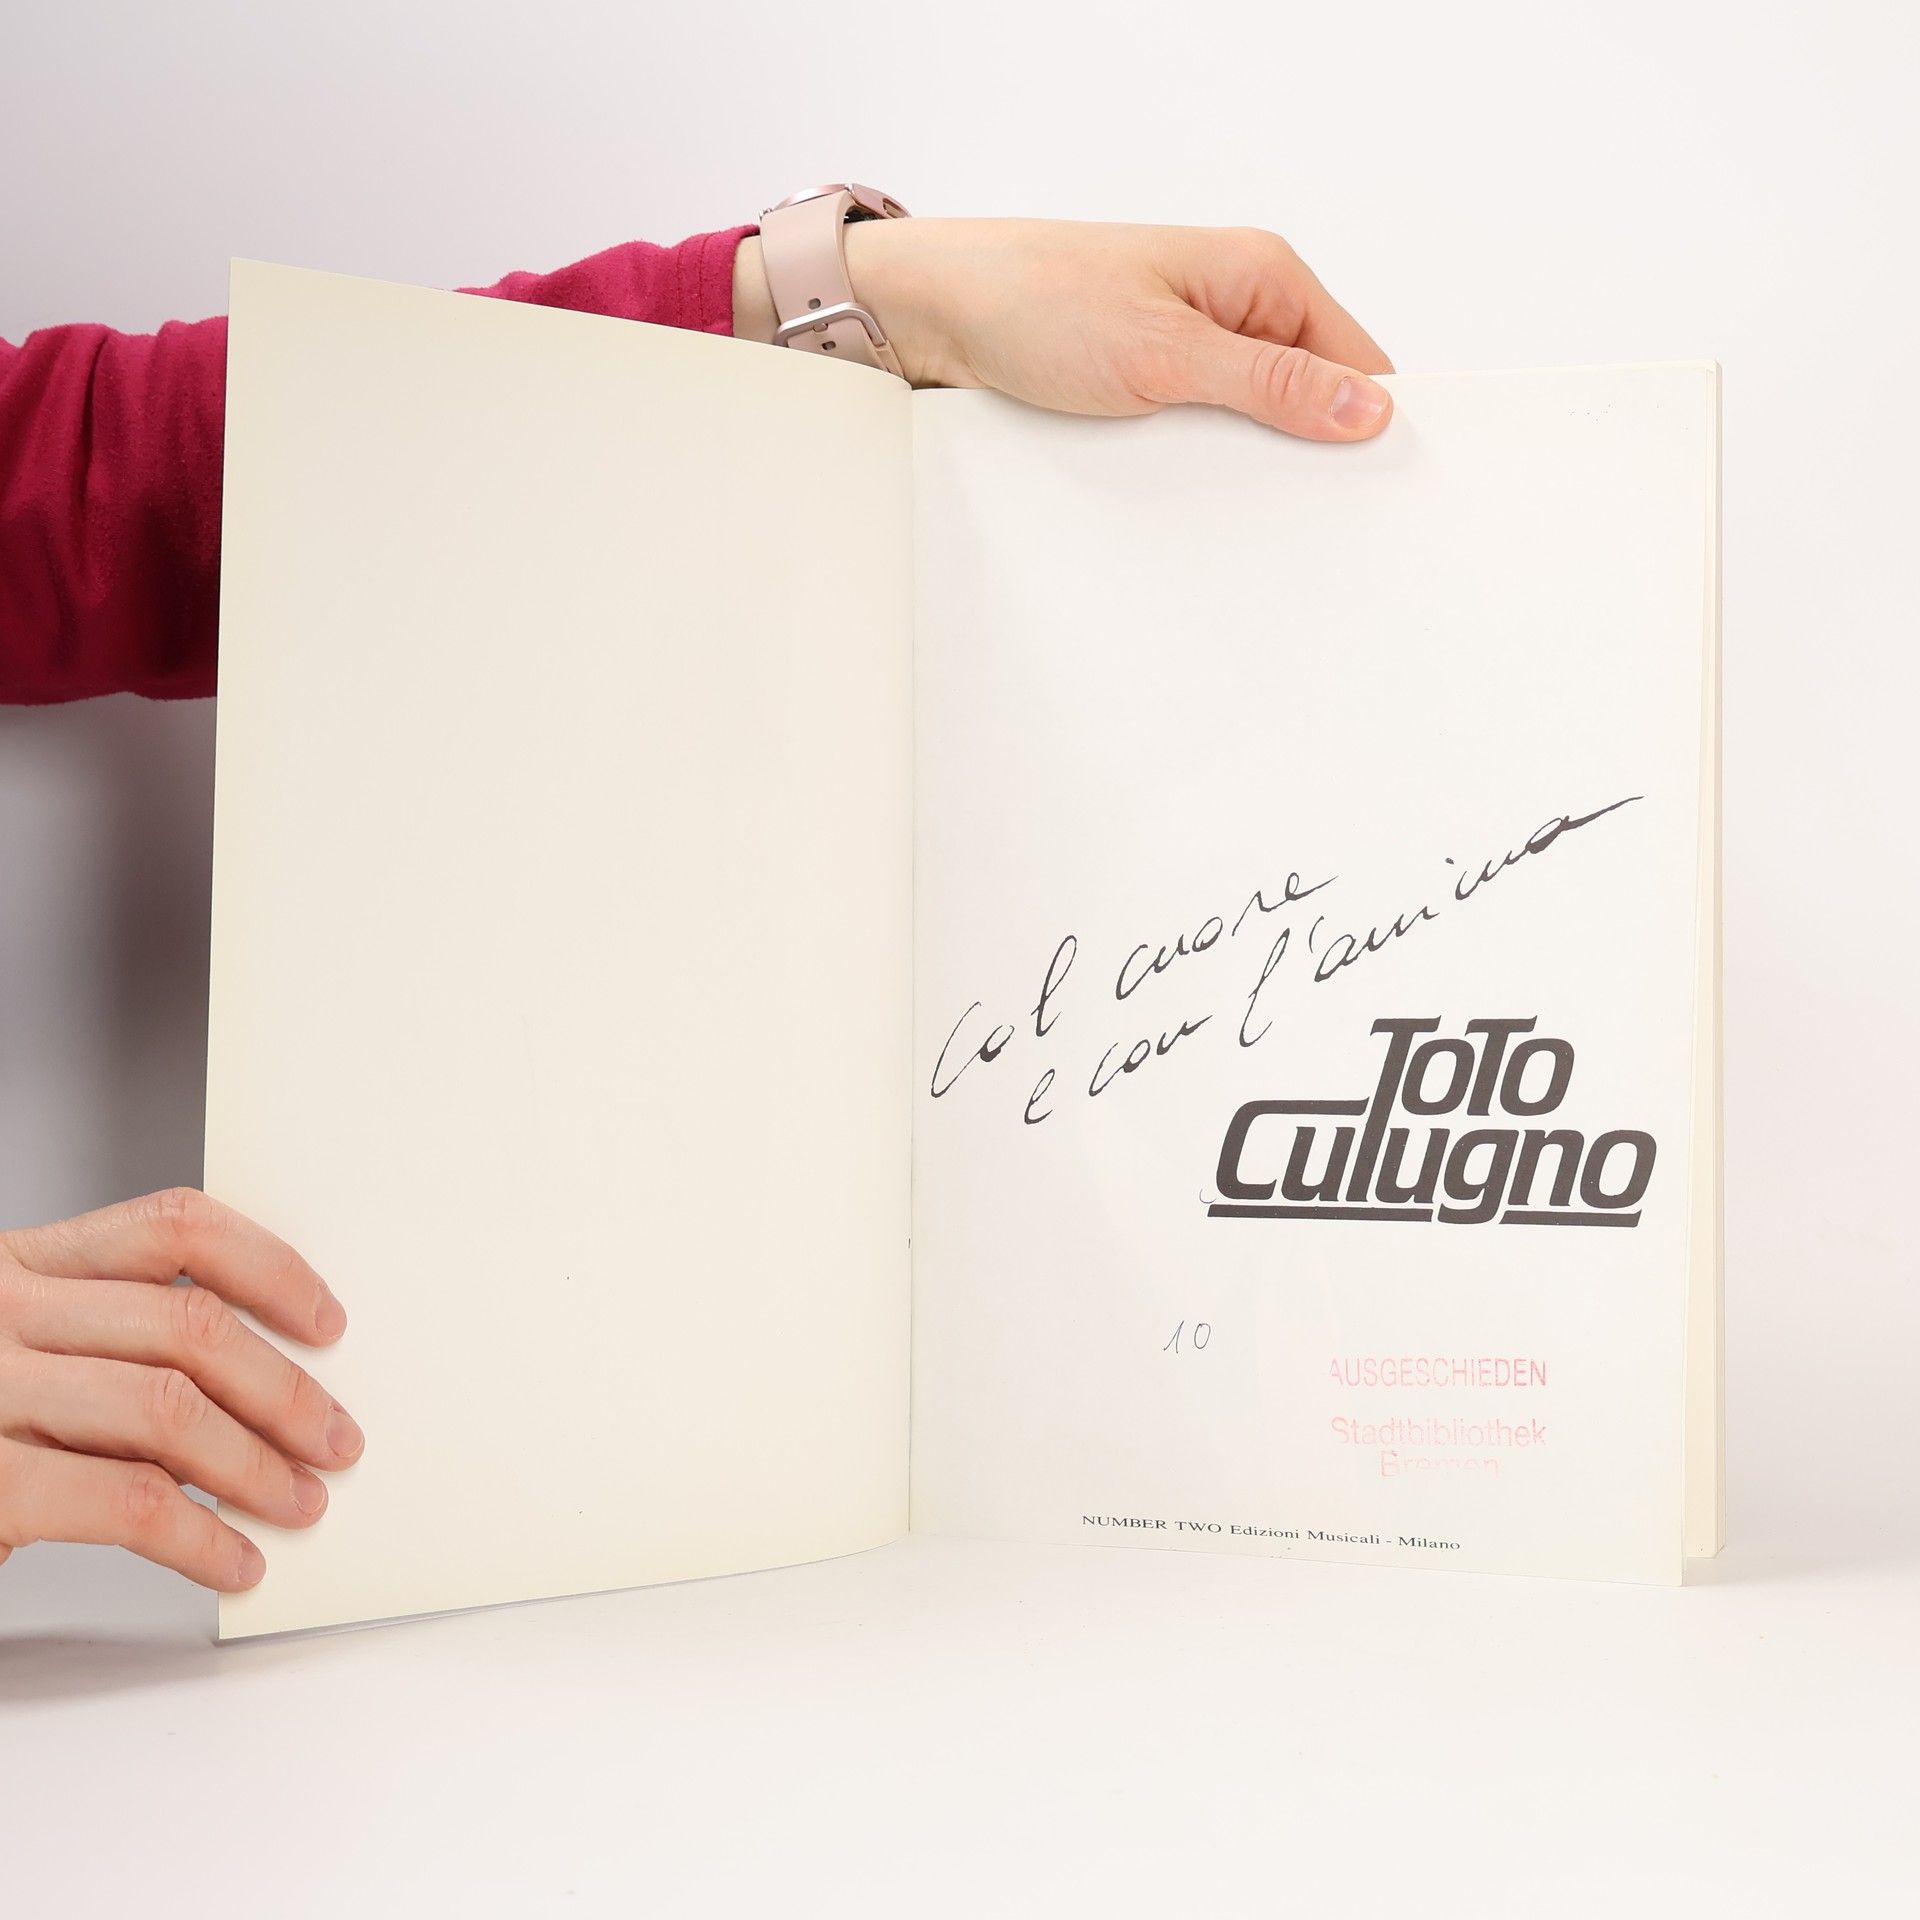 Col cuore
e con l'anima
ToTo
Cutugno
10
AUSGESCHIEDEN
Stadtbibliothek
Bremen
NUMBER TWO Edizioni Musicali - Milano